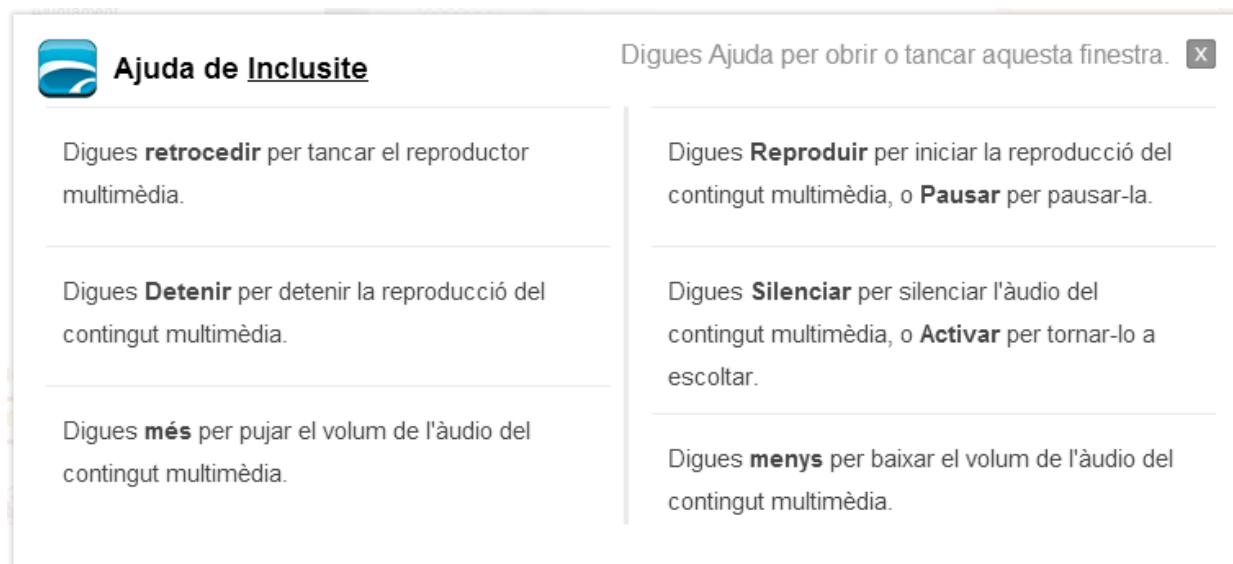 Ajuntament
Ajuda de Inclusite
Digues Ajuda per obrir o tancar aquesta finestra. X
Digues retrocedir per tancar el reproductor
multimèdia.
Digues Detenir per detenir la reproducció del
contingut multimèdia.
Digues més per pujar el volum de l'àudio del
contingut multimèdia.
Digues Reproduir per iniciar la reproducció del
contingut multimèdia, o Pausar per pausar-la.
Digues Silenciar per silenciar l'àudio del
contingut multimèdia, o Activar per tornar-lo a
escoltar.
Digues menys per baixar el volum de l'àudio del
contingut multimèdia.